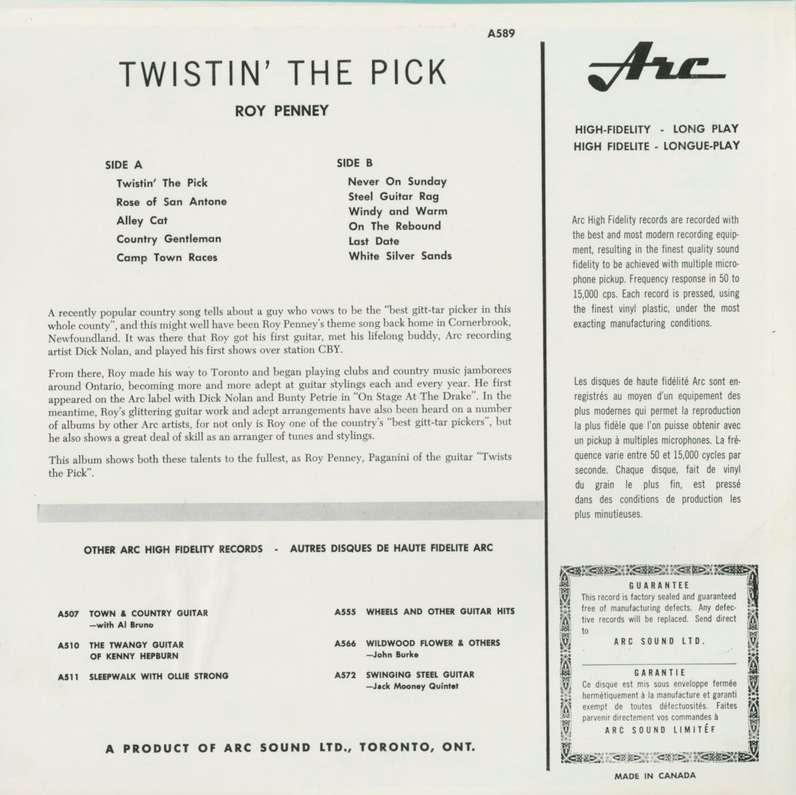 A589
TWISTIN' THE PICK
ROY PENNEY
SIDE A
Twistin' The Pick
Rose of San Antone
Alley Cat
Country Gentleman
Camp Town Races
SIDE B
Never On Sunday
Steel Guitar Rag
Windy and Warm
On The Rebound
Last Date
White Silver Sands
A recently popular country song tells about a guy who vows to be the "best gitt-tar picker in this
whole county", and this might well have been Roy Penney's theme song back home in Cornerbrook,
Newfoundland. It was there that Roy got his first guitar, met his lifelong buddy, Arc recording
artist Dick Nolan, and played his first shows over station CBY.
From there, Roy made his way to Toronto and began playing clubs and country music jamborees
around Ontario, becoming more and more adept at guitar stylings each and every year. He first
appeared on the Arc label with Dick Nolan and Bunty Petrie in "On Stage At The Drake". In the
meantime, Roy's glittering guitar work and adept arrangements have also been heard on a number
of albums by other Arc artists, for not only is Roy one of the country's "best gitt-tar pickers", but
he also shows a great deal of skill as an arranger of tunes and stylings.
This album shows both these talents to the fullest, as Roy Penney, Paganini of the guitar "Twists
the Pick".
OTHER ARC HIGH FIDELITY RECORDS - AUTRES DISQUES DE HAUTE FIDELITE ARC
A507 TOWN & COUNTRY GUITAR
—with Al Bruno
A510 THE TWANGY GUITAR
OF KENNY HEPBURN
A511 SLEEPWALK WITH OLLIE STRONG
A555 WHEELS AND OTHER GUITAR HITS
A566 WILDWOOD FLOWER & OTHERS
—John Burke
A572 SWINGING STEEL GUITAR
—Jack Mooney Quintet
A PRODUCT OF ARC SOUND LTD., TORONTO, ONT.
Arc
HIGH-FIDELITY - LONG PLAY
HIGH FIDELITE - LONGUE-PLAY
Arc High Fidelity records are recorded with
the best and most modern recording equip-
ment, resulting in the finest quality sound
fidelity to be achieved with multiple micro-
phone pickup. Frequency response in 50 to
15,000 cps. Each record is pressed, using
the finest vinyl plastic, under the most
exacting manufacturing conditions.
Les disques de haute fidélité Arc sont en-
registrés au moyen d'un equipement des
plus modernes qui permet la reproduction
la plus fidèle que l'on puisse obtenir avec
un pickup à multiples microphones. La fré-
quence varie entre 50 et 15,000 cycles par
seconde. Chaque disque, fait de vinyl
du grain le plus fin, est pressé
dans des conditions de production les
plus minutieuses.
GUARANTEE
This record is factory sealed and guaranteed
free of manufacturing defects. Any defec-
tive records will be replaced. Send direct
to
ARC SOUND LTD.
GARANTIE
Ce disque est mis sous enveloppe fermée
hermétiquement à la manufacture et garanti
exempt de toutes défectuosités. Faites
parvenir directement vos commandes à
ARC SOUND LIMITÉE
MADE IN CANADA